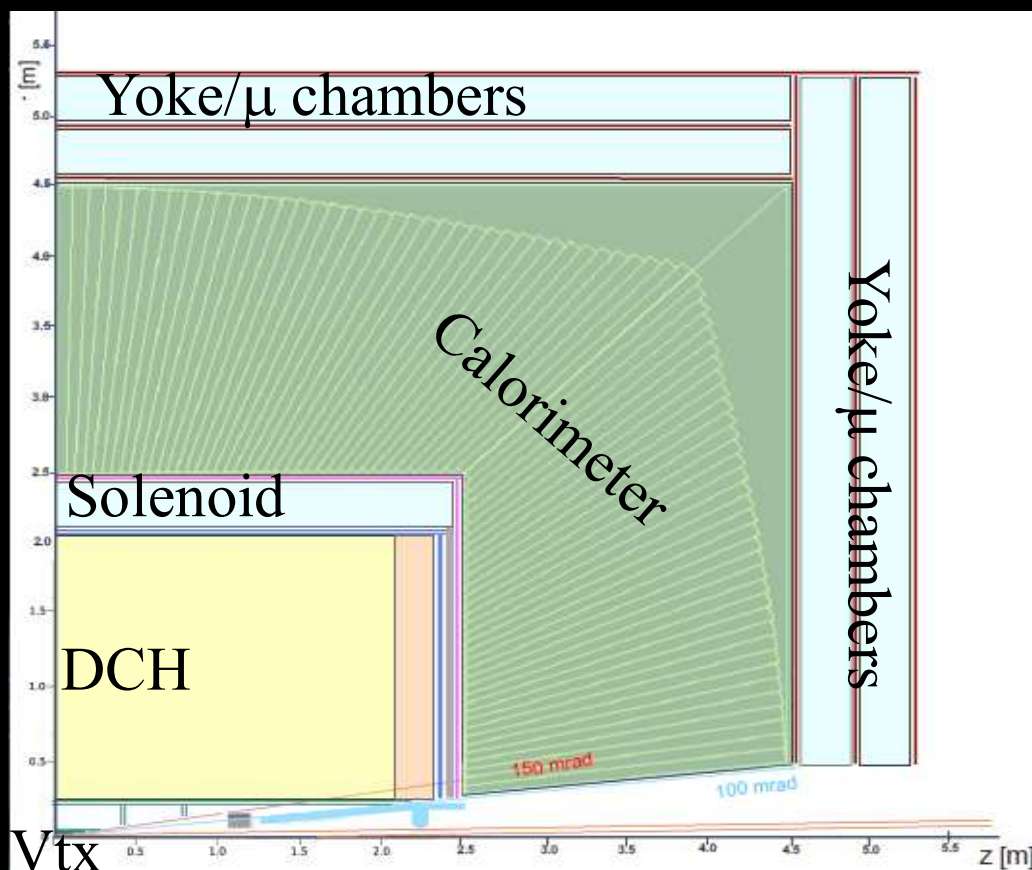 5.5
r [m]
Yoke/μ chambers
5.0
4.5
4.0
3.5
3.0
2.5
2.0
1.5
1.0
0.5
Calorimeter
Yoke/μ chambers
Solenoid
DCH
150 mrad
100 mrad
Vtx
0.5 1.0 1.5 2.0 2.5 3.0 3.5 4.0 4.5 5.0 5.5
z [m]